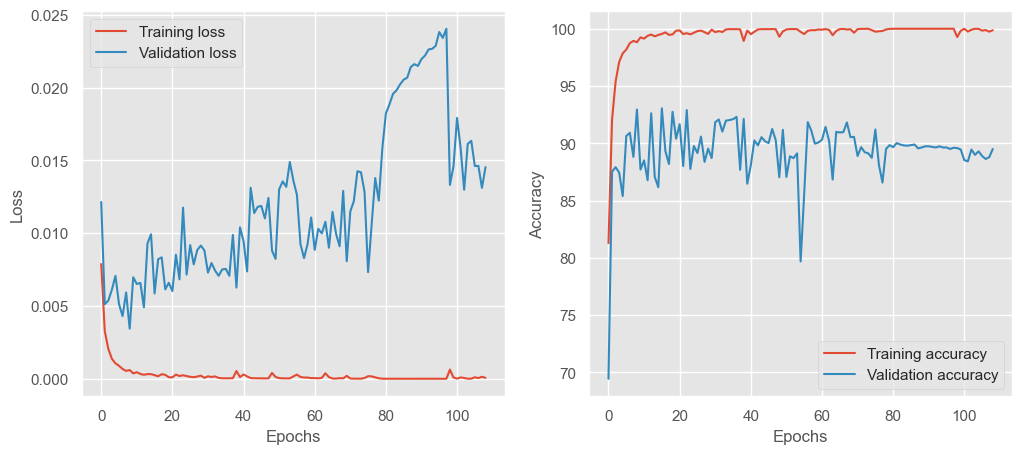 Training loss
Validation loss
0.025
0.020
0.015
0.010
0.005
0.000
Loss
0 20 40 60 80 100
Epochs
100
95
90
85
80
75
70
Accuracy
Training accuracy
Validation accuracy
0 20 40 60 80 100
Epochs